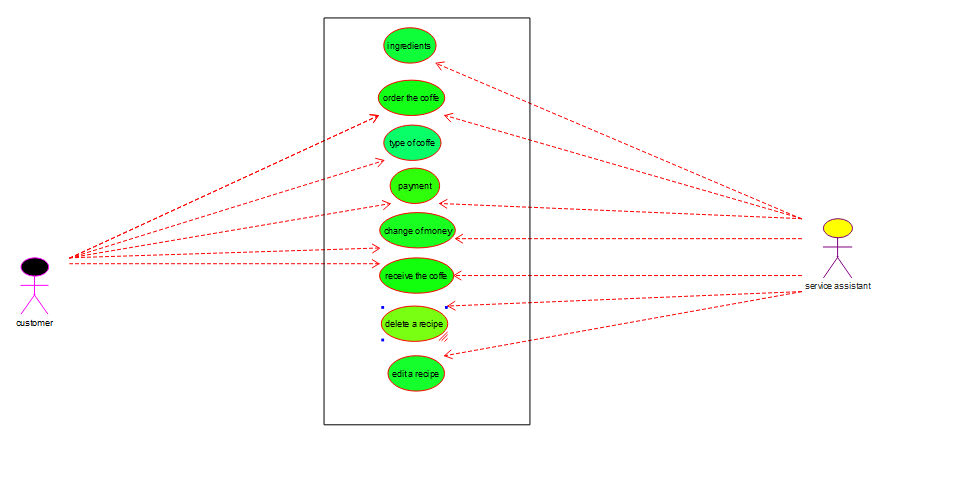 ingredients
order the coffe
type of coffe
payment
change of money
receive the coffe
delete a recipe
edit a recipe
customer
service assistant